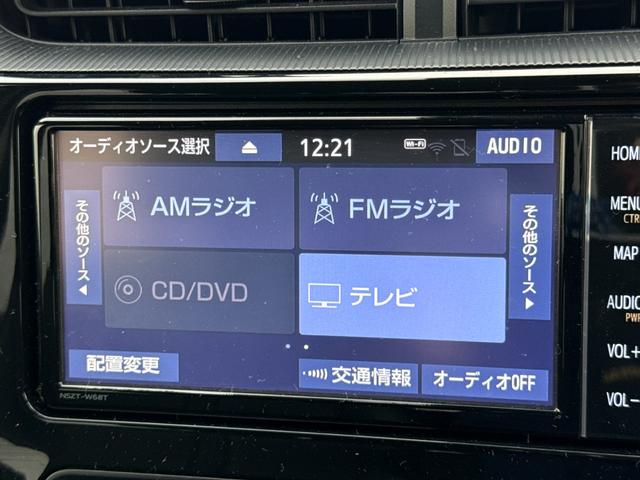 オーディオソース選択
12:21
Wi-Fi
AUDIO
その他のソース
AMラジオ
FMラジオ
その他のソース
CD/DVD
テレビ
配置変更
交通情報
オーディオOFF
NSZT-W68T
HOME
MENU
CTR
MAP
AUDIO
PWR
VOL+
VOL-